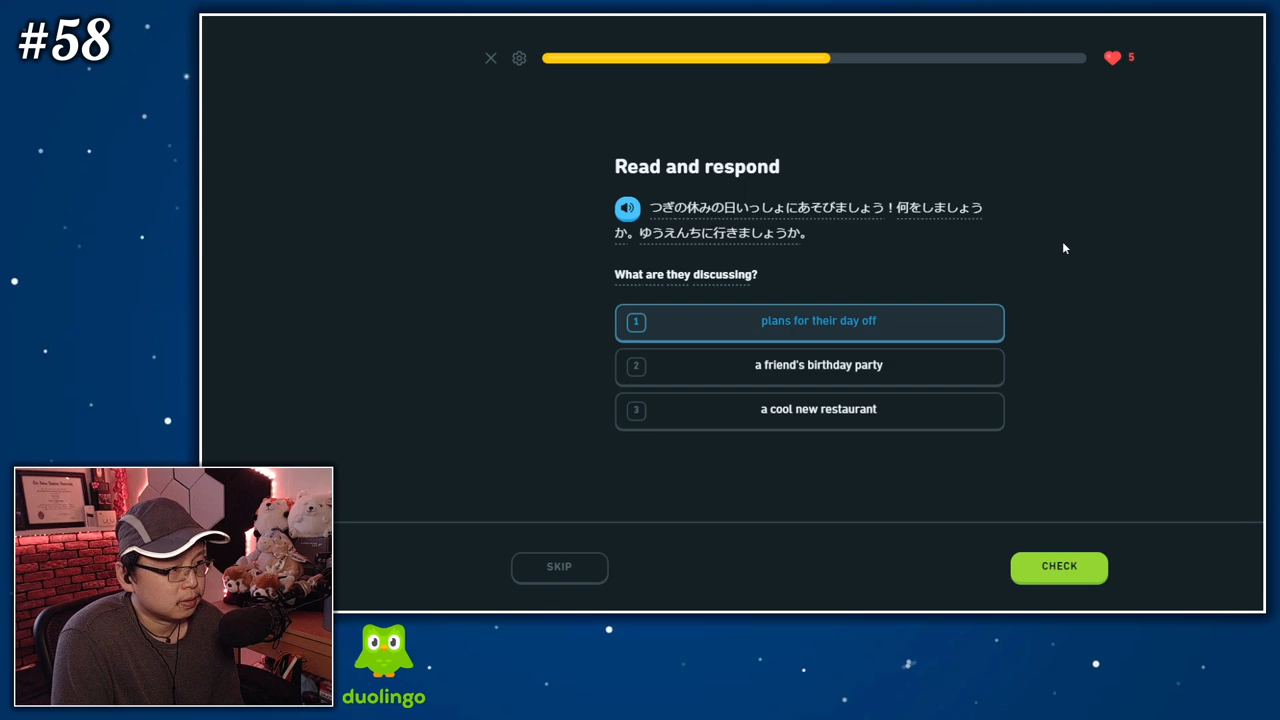 #58
5
Read and respond
つぎの休みの日いっしょにあそびましょう！何をしましょう
か。ゆうえんちに行きましょうか。
What are they discussing?
1 plans for their day off
2 a friend's birthday party
3 a cool new restaurant
SKIP
CHECK
duolingo